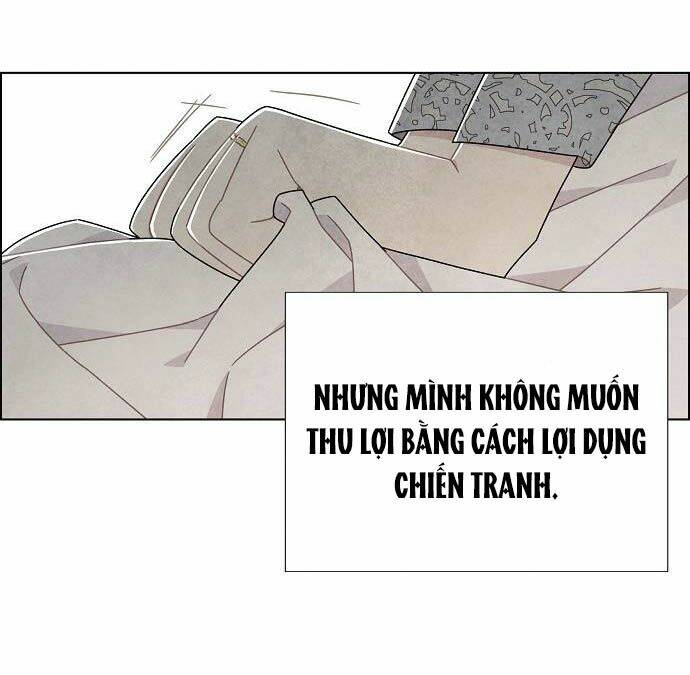 NHƯNG MÌNH KHÔNG MUỐN
THU LỢI BẰNG CÁCH LỢI DỤNG
CHIẾN TRANH.